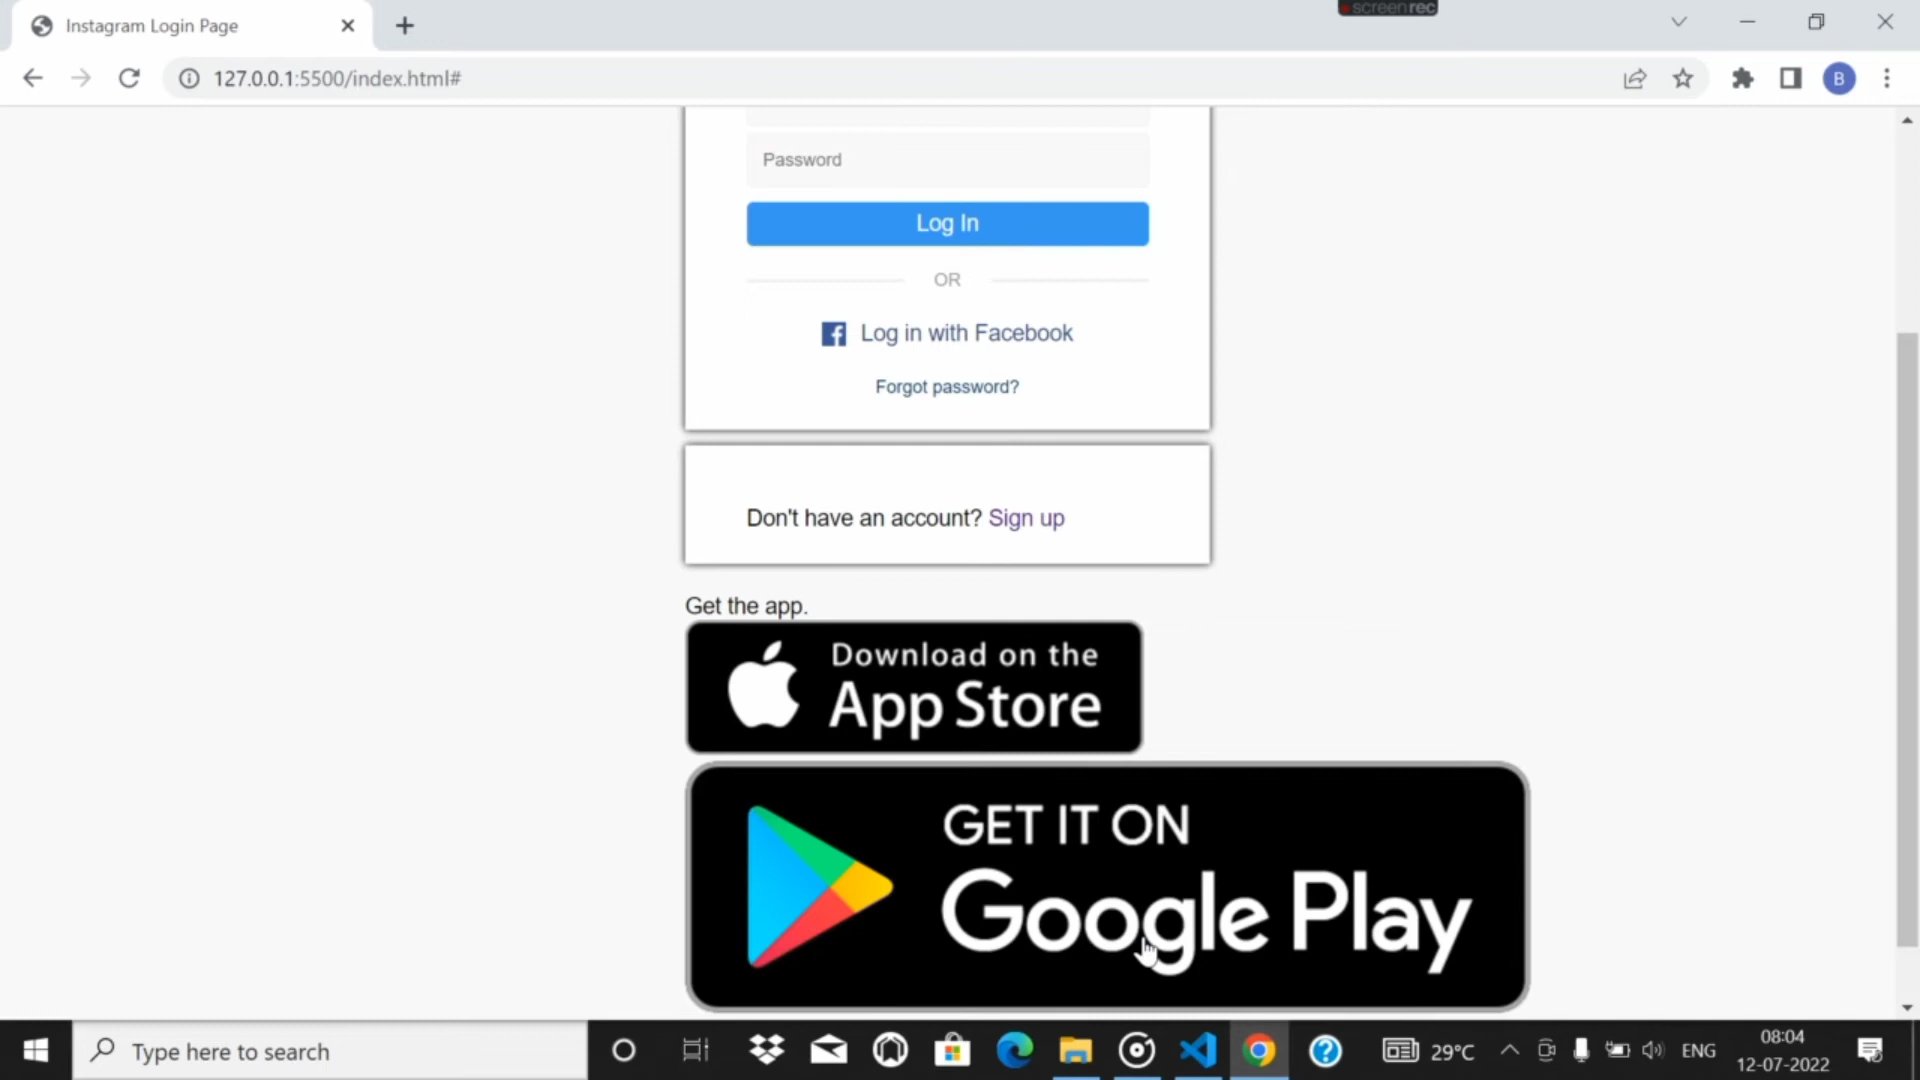 screenrec
Instagram Login Page
127.0.0.1:5500/index.html#
B
Password
Log In
OR
Log in with Facebook
Forgot password?
Don't have an account? Sign up
Get the app.
Download on the
App Store
GET IT ON
Google Play
Type here to search
29°C
ENG
08:04
12-07-2022